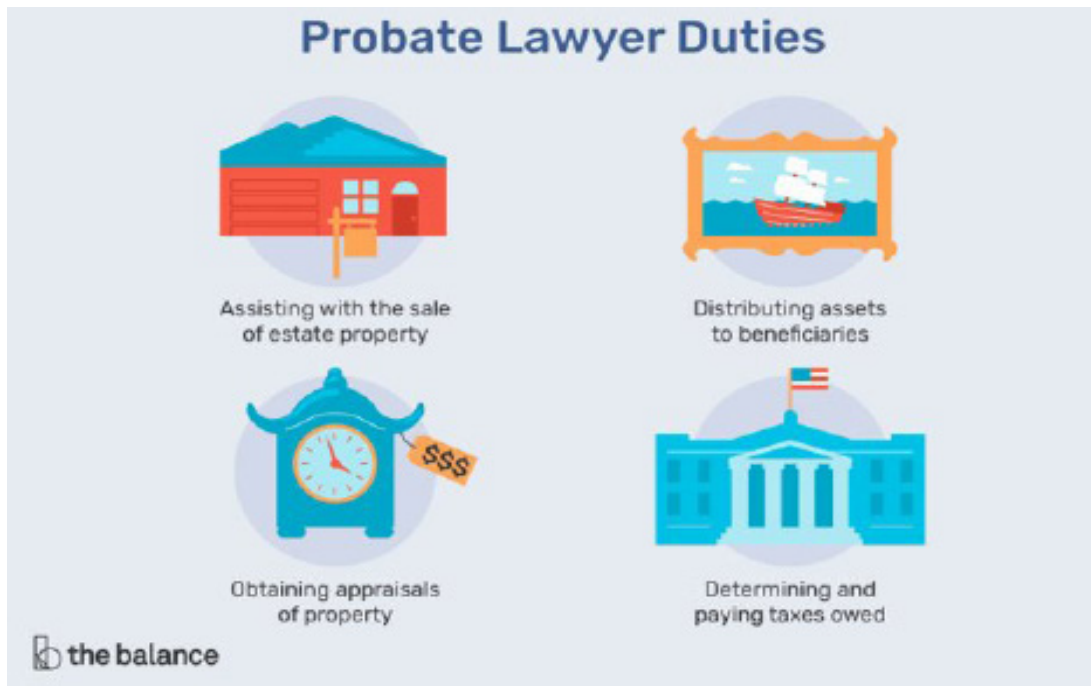 Probate Lawyer Duties
Assisting with the sale
of estate property
Distributing assets
to beneficiaries
$$$
Obtaining appraisals
of property
Determining and
paying taxes owed
the balance